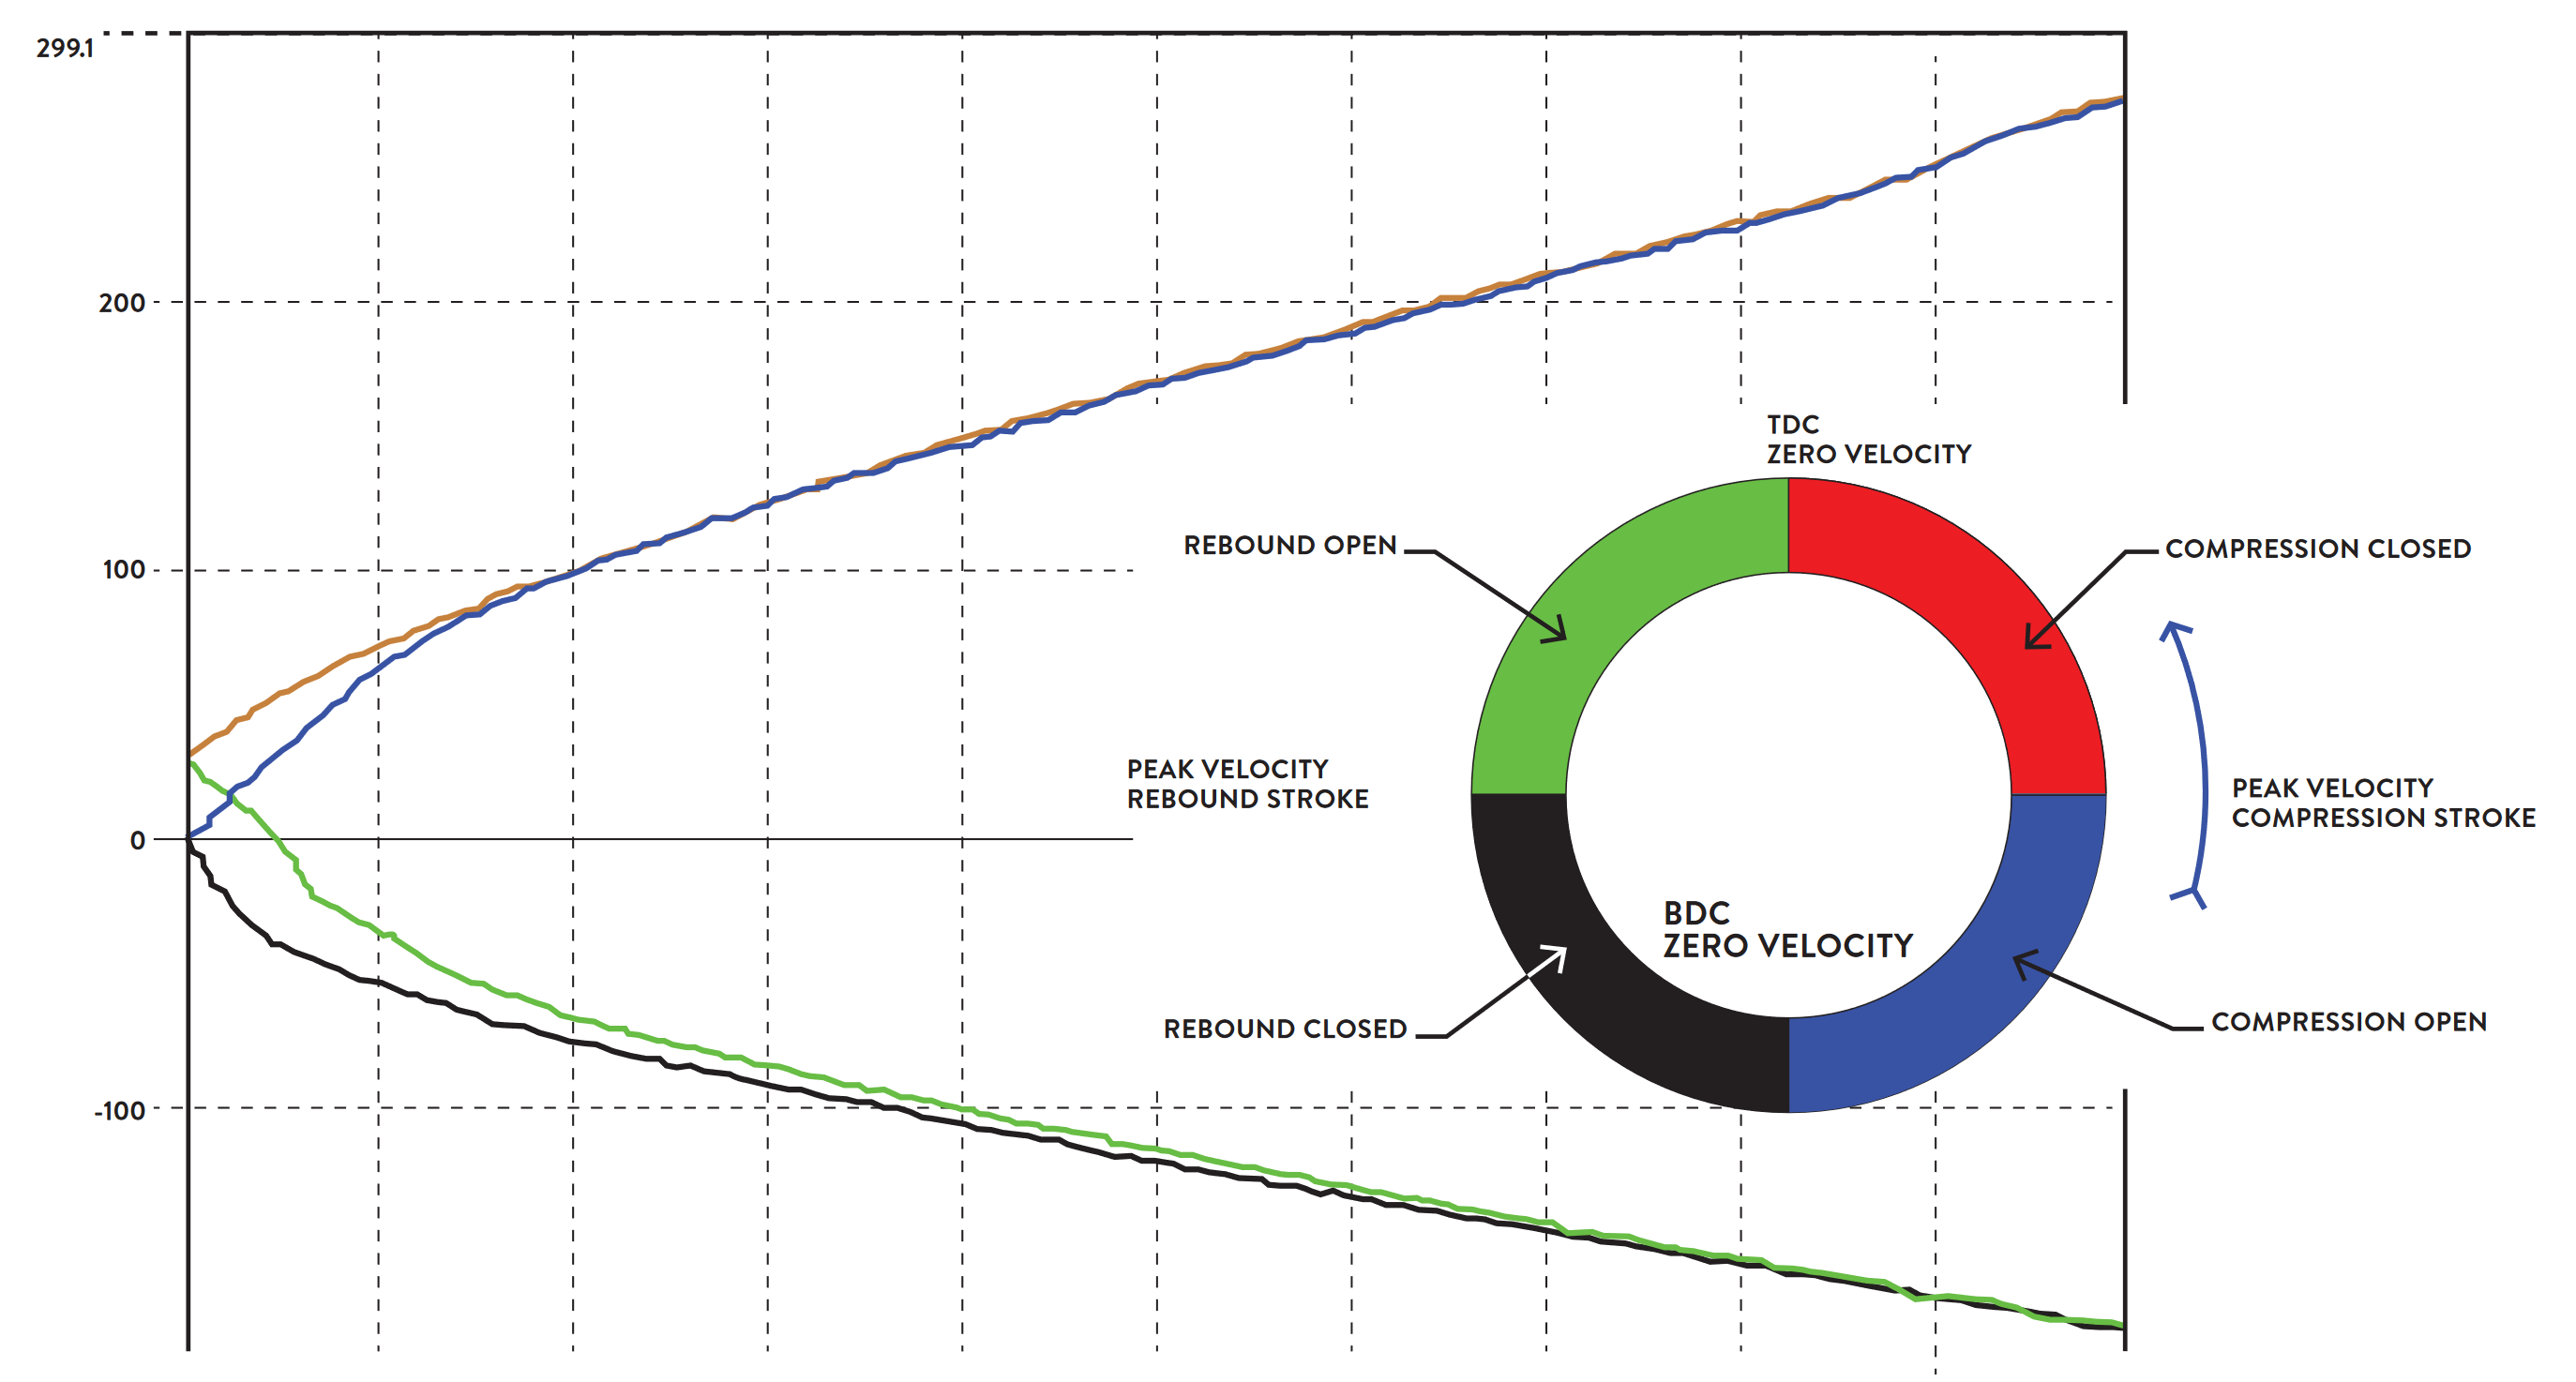 299.1
200
100
0
-100
TDC
ZERO VELOCITY
REBOUND OPEN
COMPRESSION CLOSED
PEAK VELOCITY
REBOUND STROKE
PEAK VELOCITY
COMPRESSION STROKE
BDC
ZERO VELOCITY
REBOUND CLOSED
COMPRESSION OPEN